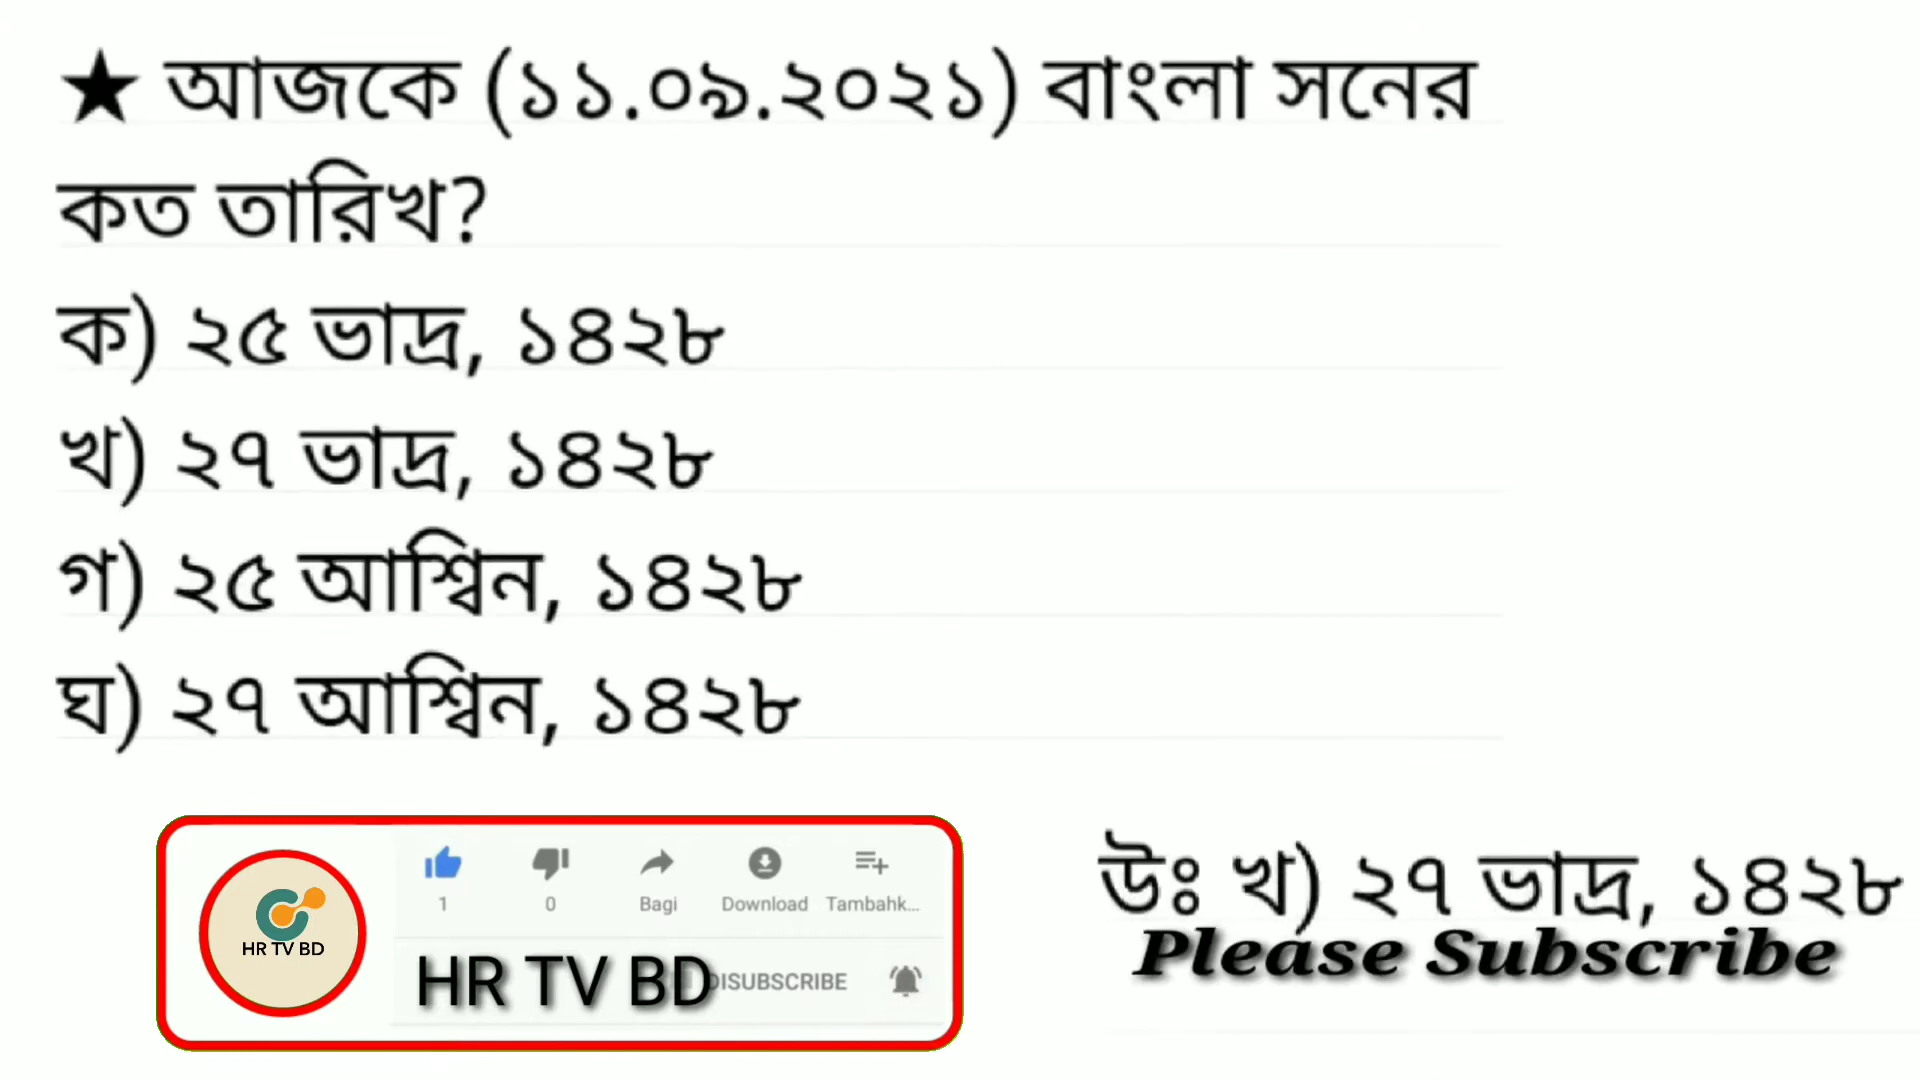 ★ আজকে (১১.০৯.২০২১) বাংলা সনের
কত তারিখ?
ক) ২৫ ভাদ্র, ১৪২৮
খ) ২৭ ভাদ্র, ১৪২৮
গ) ২৫ আশ্বিন, ১৪২৮
ঘ) ২৭ আশ্বিন, ১৪২৮
HR TV BD
1 0 Bagi Download Tambahk...
HR TV BD DISUBSCRIBE
উঃ খ) ২৭ ভাদ্র, ১৪২৮
Please Subscribe